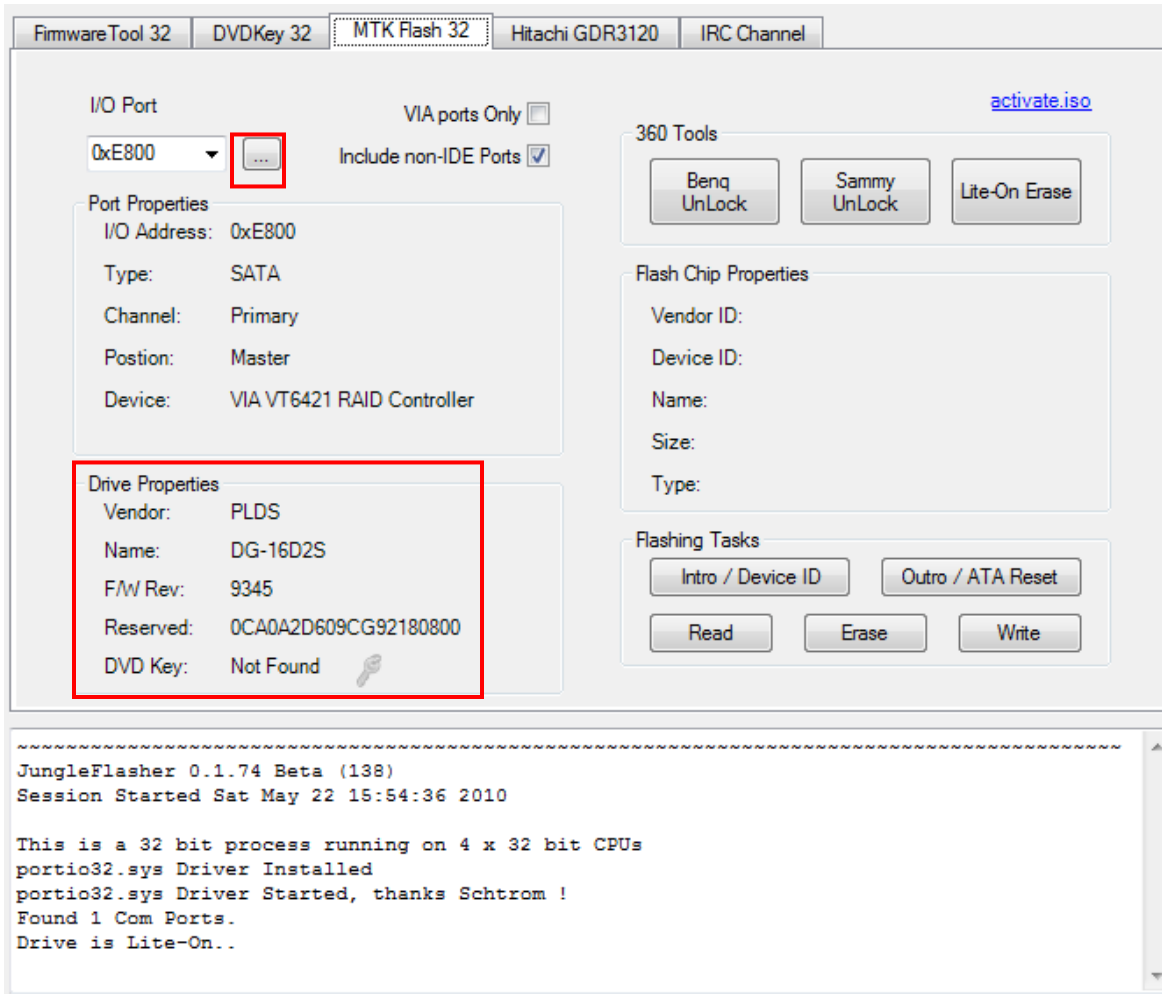 FirmwareTool 32 DVDKey 32 MTK Flash 32 Hitachi GDR3120 IRC Channel
I/O Port
VIA ports Only
activate.iso
0xE800
...
Include non-IDE Ports
360 Tools
Benq UnLock
Sammy UnLock
Lite-On Erase
Port Properties
I/O Address: 0xE800
Type: SATA
Channel: Primary
Postion: Master
Device: VIA VT6421 RAID Controller
Flash Chip Properties
Vendor ID:
Device ID:
Name:
Size:
Type:
Drive Properties
Vendor: PLDS
Name: DG-16D2S
F/W Rev: 9345
Reserved: 0CA0A2D609CG92180800
DVD Key: Not Found
Flashing Tasks
Intro / Device ID Outro / ATA Reset
Read Erase Write
~~~~~~~~~~~~~~~~~~~~~~~~~~~~~~~~~~~~~~~~~~~~~~~~~~~~~~~~~~~~~~~~~~~~~~~~~~~~~~~~~~~~~~~~~~
JungleFlasher 0.1.74 Beta (138)
Session Started Sat May 22 15:54:36 2010
This is a 32 bit process running on 4 x 32 bit CPUs
portio32.sys Driver Installed
portio32.sys Driver Started, thanks Schtrom !
Found 1 Com Ports.
Drive is Lite-On..